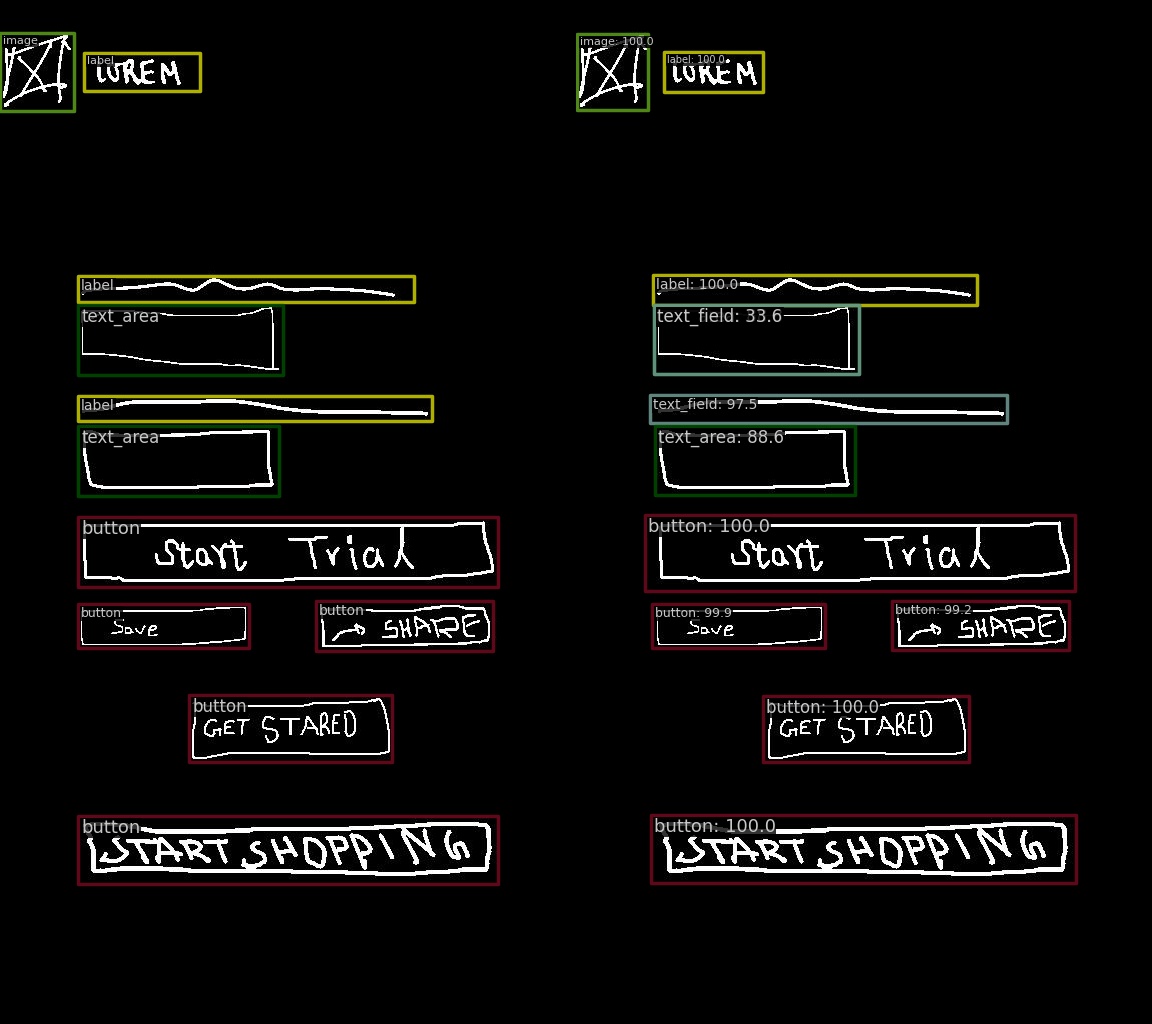 image image: 100.0
label label: 100.0
LOREM LOREM
label label: 100.0
text_area text_field: 33.6
label text_field: 97.5
text_area text_area: 88.6
button button: 100.0
Start Trial Start Trial
button button button: 99.9 button: 99.2
Save SHARE Save SHARE
button button: 100.0
GET STARED GET STARED
button button: 100.0
START SHOPPING START SHOPPING